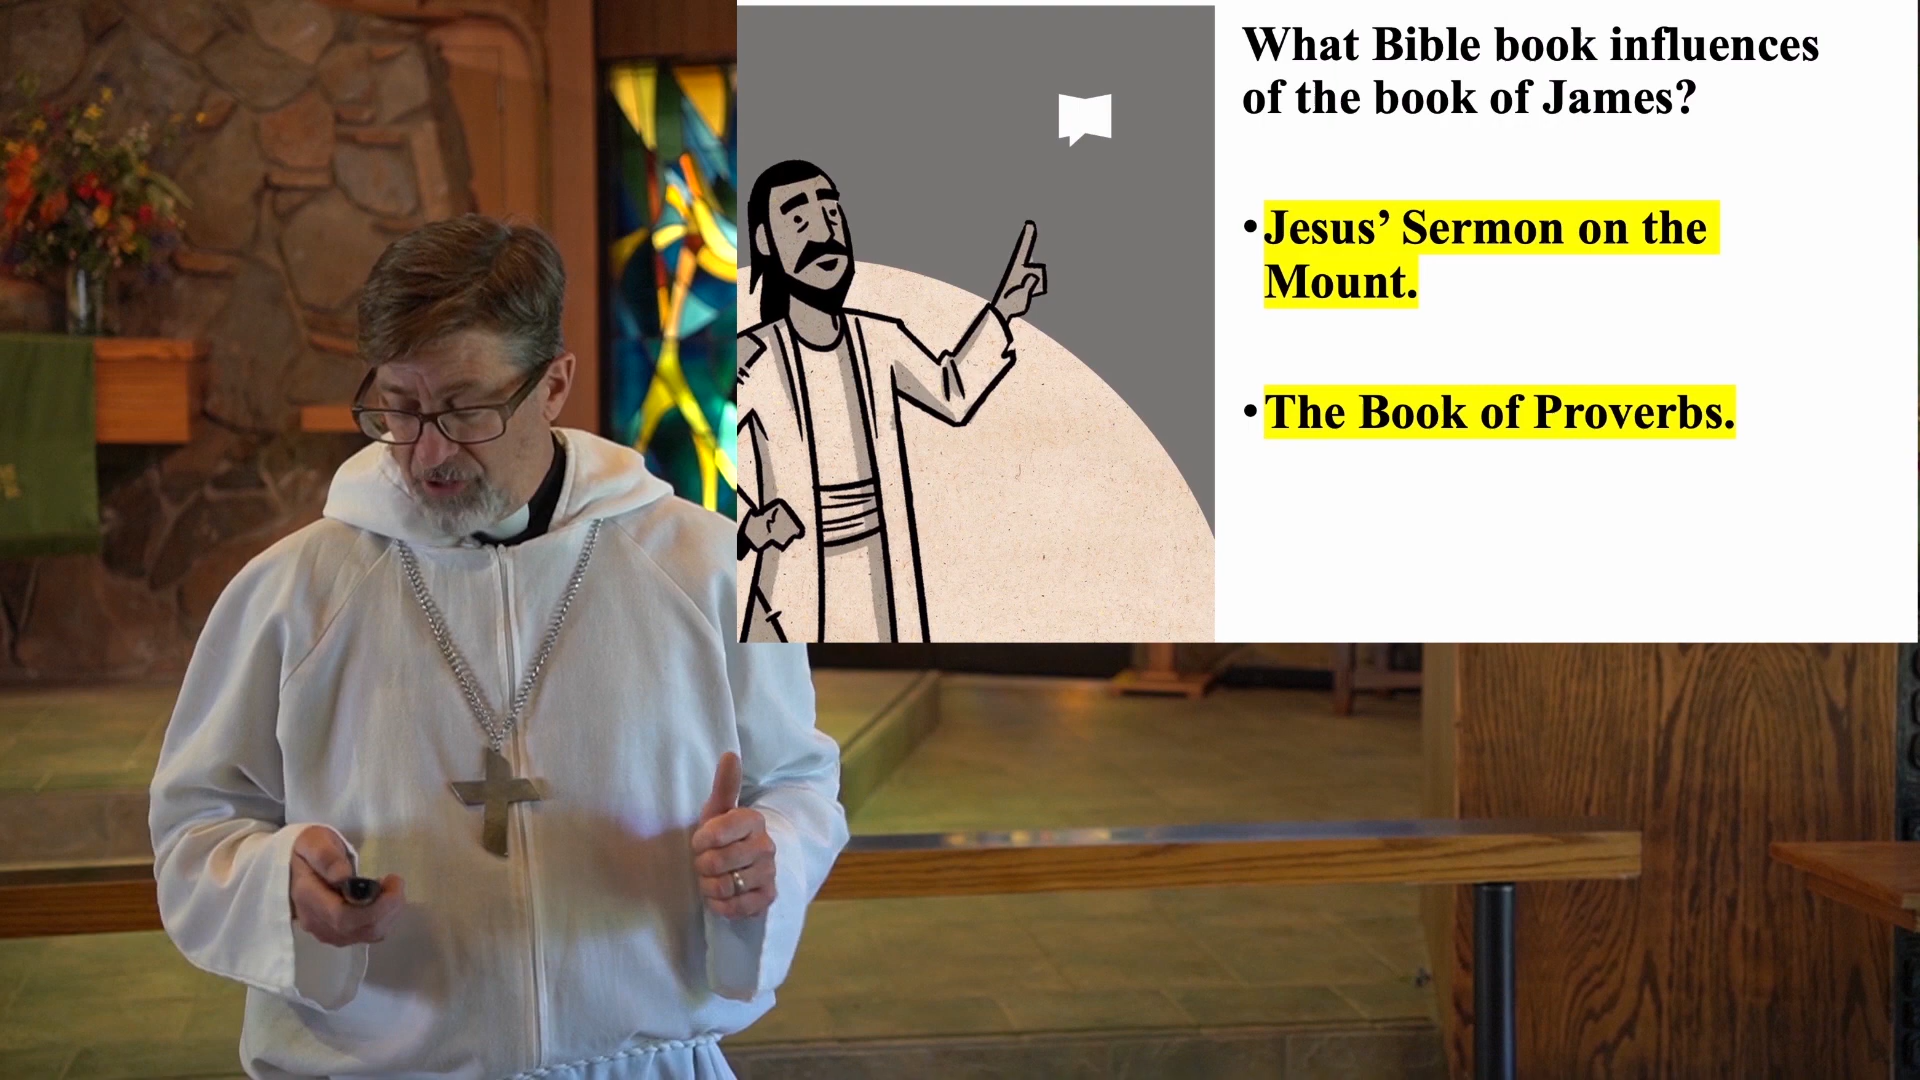 What Bible book influences
of the book of James?
•Jesus’ Sermon on the
Mount.
•The Book of Proverbs.